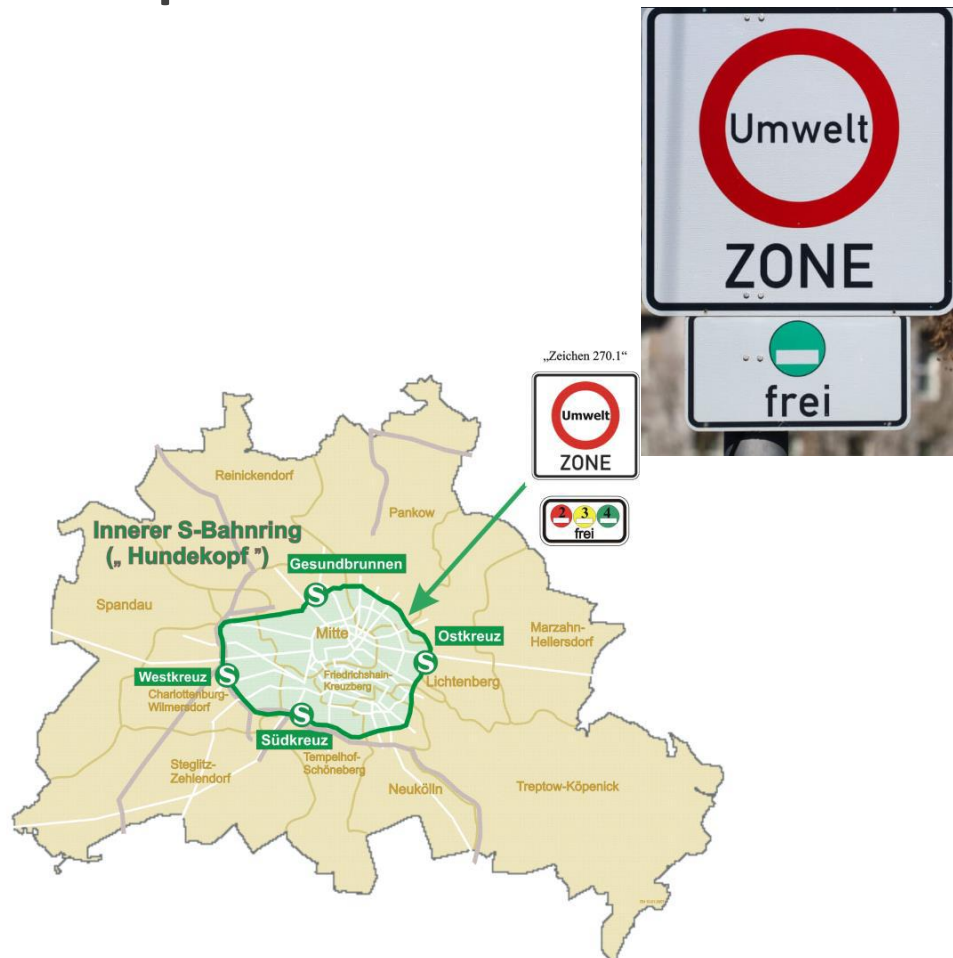 Umwelt
ZONE
frei
„Zeichen 270.1“
Umwelt
ZONE
2 3 4
frei
Reinickendorf
Pankow
Innerer S-Bahnring
(„ Hundekopf ”)
Gesundbrunnen
S
Spandau
Mitte
Ostkreuz
S
Marzahn-
Hellersdorf
Westkreuz
S
Friedrichshain-
Kreuzberg
Lichtenberg
Charlottenburg-
Wilmersdorf
S
Südkreuz
Steglitz-
Zehlendorf
Tempelhof-
Schöneberg
Neukölln
Treptow-Köpenick